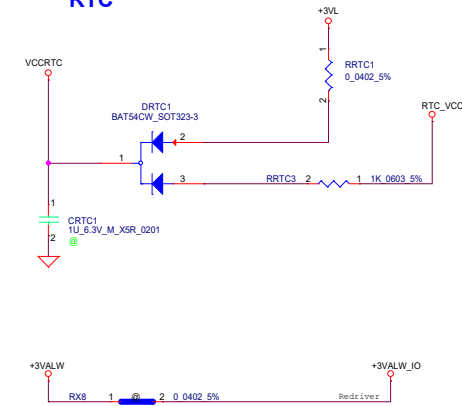 RTC
+3VL
VCCRTC
1
RRTC1
0_0402_5%
2
RTC_VCC
DRTC1
BAT54CW_SOT323-3
2
1
3
RRTC3 2 1 1K_0603_5%
1
CRTC1
1U_6.3V_M_X5R_0201
2
@
+3VALW
+3VALW_IO
RX8 1 @ 2 0_0402_5% Redriver